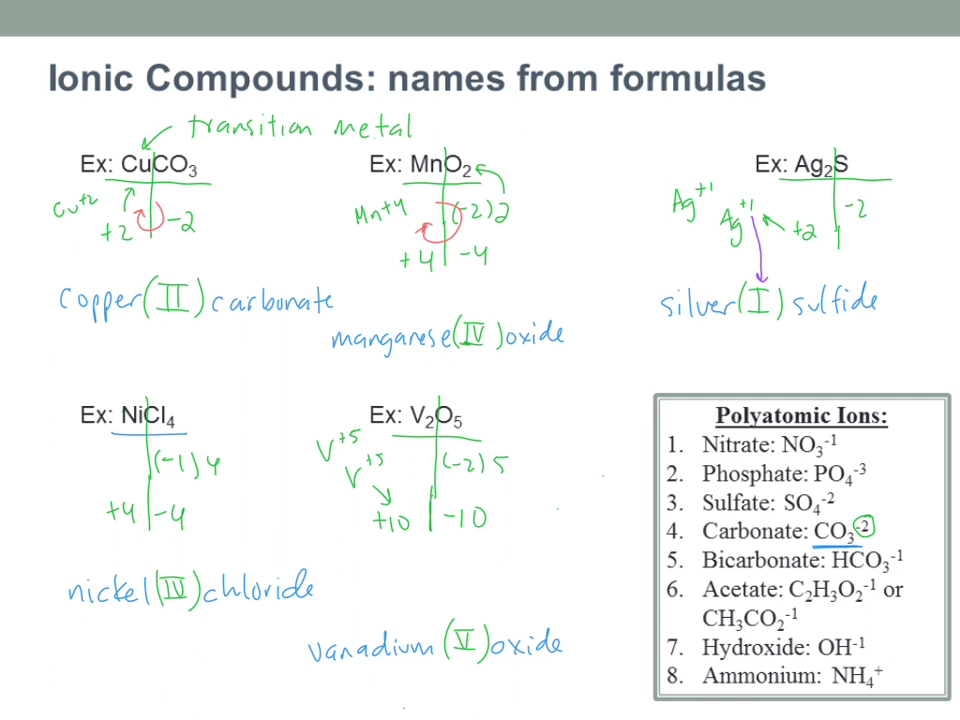 Ionic Compounds: names from formulas
transition metal
Ex: CuCO₃
Cu⁺²
+2 -2
copper(II)carbonate
Ex: MnO₂
Mn⁺⁴ (-2)2
+4 -4
manganese(IV)oxide
Ex: Ag₂S
Ag⁺¹
Ag⁺¹ +2 -2
silver(I)sulfide
Ex: NiCl₄
(-1)4
+4 -4
nickel(IV)chloride
Ex: V₂O₅
V⁺⁵
V⁺⁵ (-2)5
+10 -10
vanadium(V)oxide
Polyatomic Ions:
1. Nitrate: NO₃⁻¹
2. Phosphate: PO₄⁻³
3. Sulfate: SO₄⁻²
4. Carbonate: CO₃⁻²
5. Bicarbonate: HCO₃⁻¹
6. Acetate: C₂H₃O₂⁻¹ or
CH₃CO₂⁻¹
7. Hydroxide: OH⁻¹
8. Ammonium: NH₄⁺